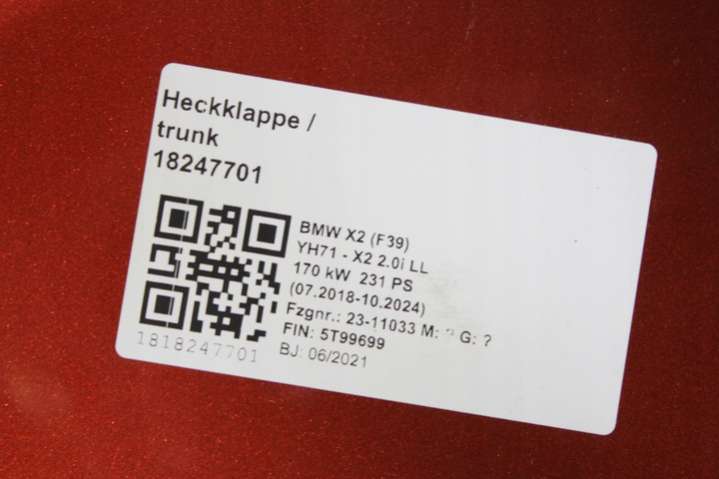 Heckklappe /
trunk
18247701
BMW X2 (F39)
YH71 - X2 2.0i LL
170 kW 231 PS
(07.2018-10.2024)
Fzgnr.: 23-11033 M: ? G: ?
FIN: 5T99699
BJ: 06/2021
1818247701